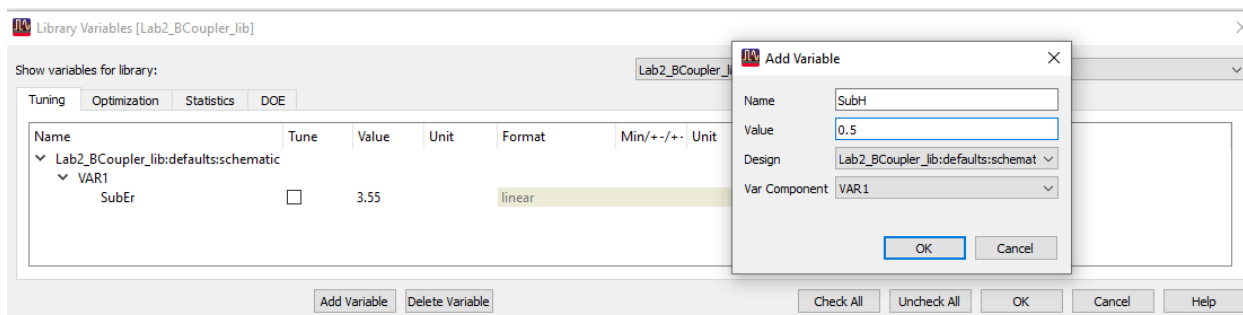 Library Variables [Lab2_BCoupler_lib]
Show variables for library:
Lab2_BCoupler_li
Tuning Optimization Statistics DOE
Name Tune Value Unit Format Min/+-/+- Unit
Lab2_BCoupler_lib:defaults:schematic
VAR1
SubEr 3.55 linear
Add Variable Delete Variable Check All Uncheck All OK Cancel Help
Add Variable
Name SubH
Value 0.5
Design Lab2_BCoupler_lib:defaults:schemat
Var Component VAR1
OK Cancel